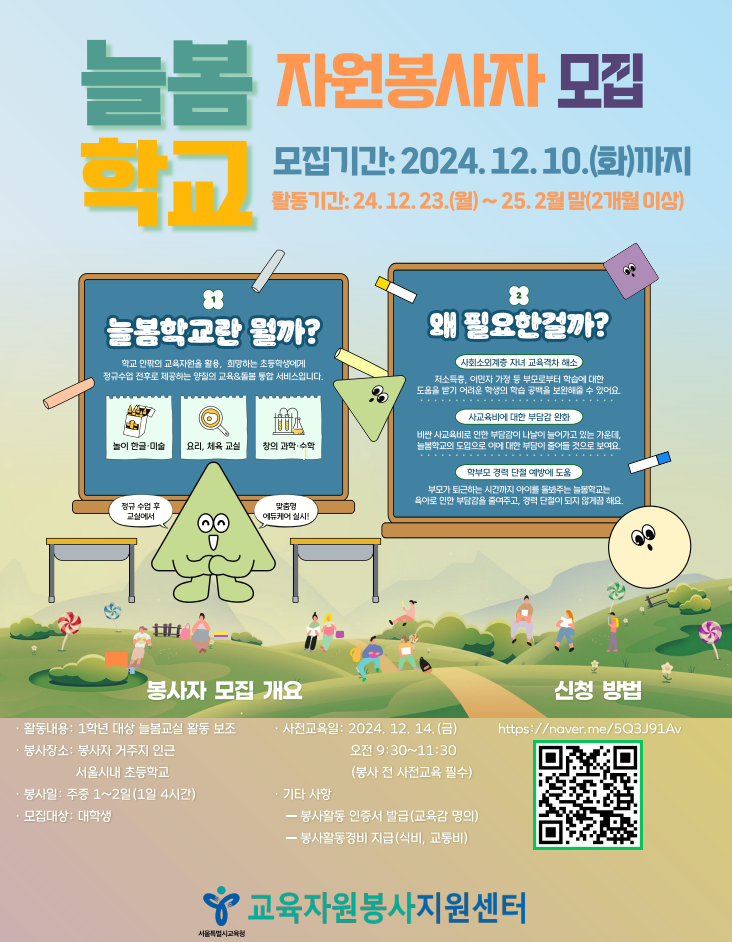 늘봄
학교
자원봉사자 모집
모집기간: 2024. 12. 10.(화)까지
활동기간: 24. 12. 23.(월) ~ 25. 2월 말(2개월 이상)
1
늘봄학교란 뭘까?
학교 안팎의 교육자원을 활용, 희망하는 초등학생에게
정규수업 전후로 제공하는 양질의 교육&돌봄 통합 서비스입니다.
놀이 한글·미술
요리, 체육 교실
창의 과학·수학
정규 수업 후
교실에서
맞춤형
에듀케어 실시!
2
왜 필요한걸까?
사회소외계층 자녀 교육격차 해소
저소득층, 이민자 가정 등 부모로부터 학습에 대한
도움을 받기 어려운 학생의 학습 공백을 보완해줄 수 있어요.
사교육비에 대한 부담감 완화
비싼 사교육비로 인한 부담감이 나날이 늘어가고 있는 가운데,
늘봄학교의 도입으로 이에 대한 부담이 줄어들 것으로 보여요.
학부모 경력 단절 예방에 도움
부모가 퇴근하는 시간까지 아이를 돌봐주는 늘봄학교는
육아로 인한 부담감을 줄여주고, 경력 단절이 되지 않게끔 해요.
봉사자 모집 개요
· 활동내용: 1학년 대상 늘봄교실 활동 보조
· 봉사장소: 봉사자 거주지 인근
서울시내 초등학교
· 봉사일: 주중 1~2일(1일 4시간)
· 모집대상: 대학생
· 사전교육일: 2024. 12. 14.(금)
오전 9:30~11:30
(봉사 전 사전교육 필수)
· 기타 사항
– 봉사활동 인증서 발급(교육감 명의)
– 봉사활동경비 지급(식비, 교통비)
신청 방법
https://naver.me/5Q3J91Av
서울특별시교육청
교육자원봉사지원센터